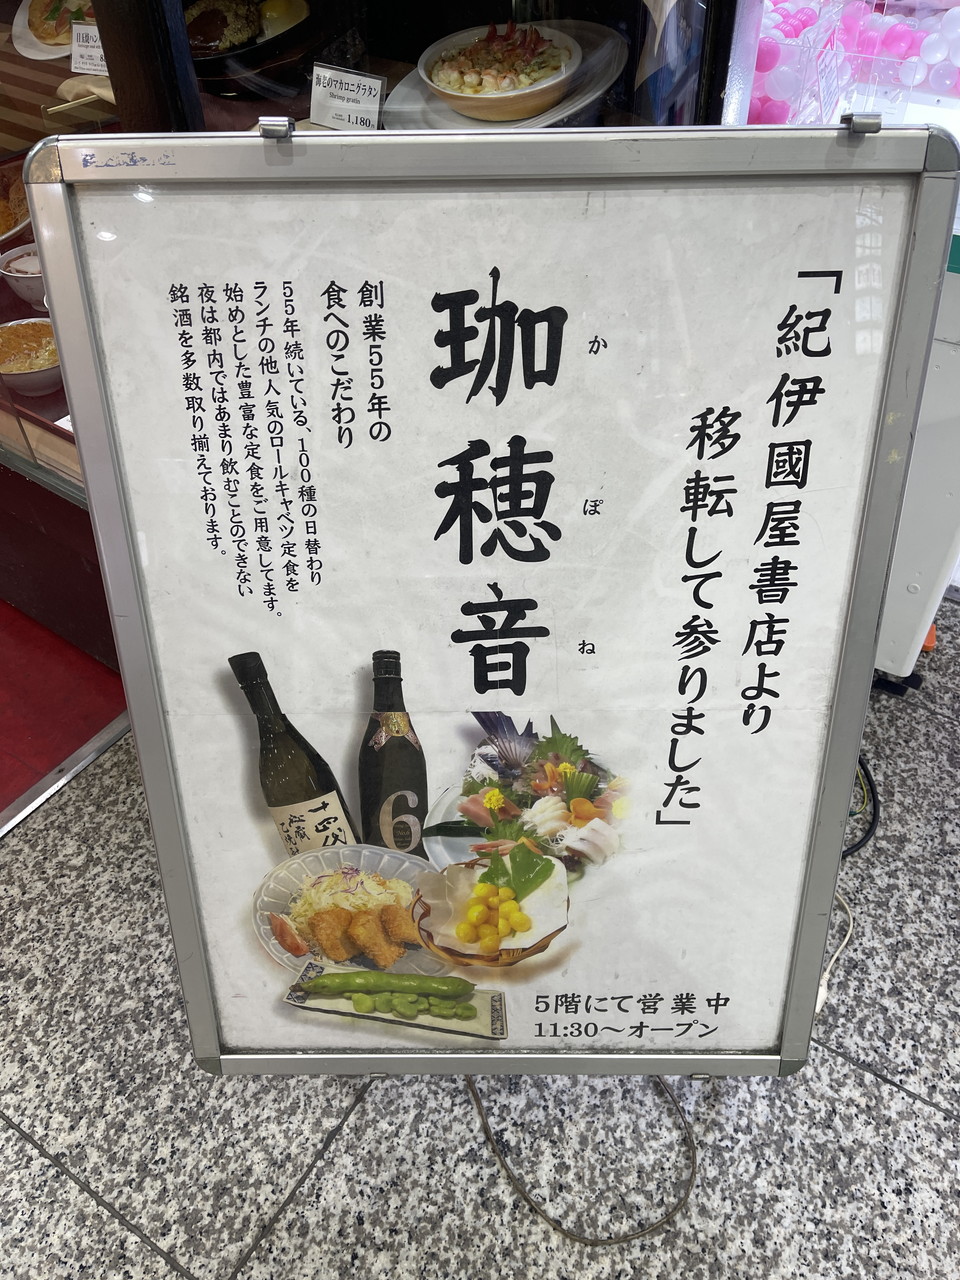 海老のマカロニグラタン
Shrimp gratin
1,180
「紀伊國屋書店より
移転して参りました」
珈穂音
か
ぽ
ね
創業55年の
食へのこだわり
55年続いている、100種の日替わり
ランチの他人気のロールキャベツ定食を
始めとした豊富な定食をご用意してます。
夜は都内ではあまり飲むことのできない
銘酒を多数取り揃えております。
十四代
6
5階にて営業中
11:30〜オープン